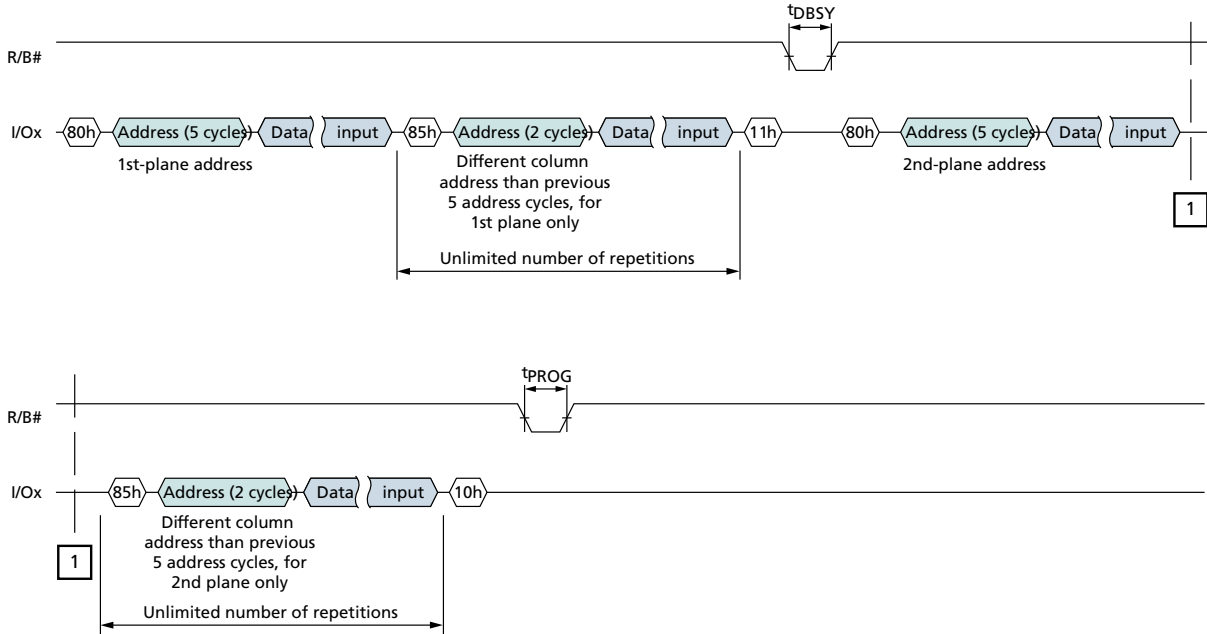 tDBSY
R/B#
I/Ox 80h Address (5 cycles) Data input 85h Address (2 cycles) Data input 11h 80h Address (5 cycles) Data input
1st-plane address
Different column
address than previous
5 address cycles, for
1st plane only
2nd-plane address
1
Unlimited number of repetitions
tPROG
R/B#
I/Ox 85h Address (2 cycles) Data input 10h
Different column
address than previous
5 address cycles, for
2nd plane only
1
Unlimited number of repetitions